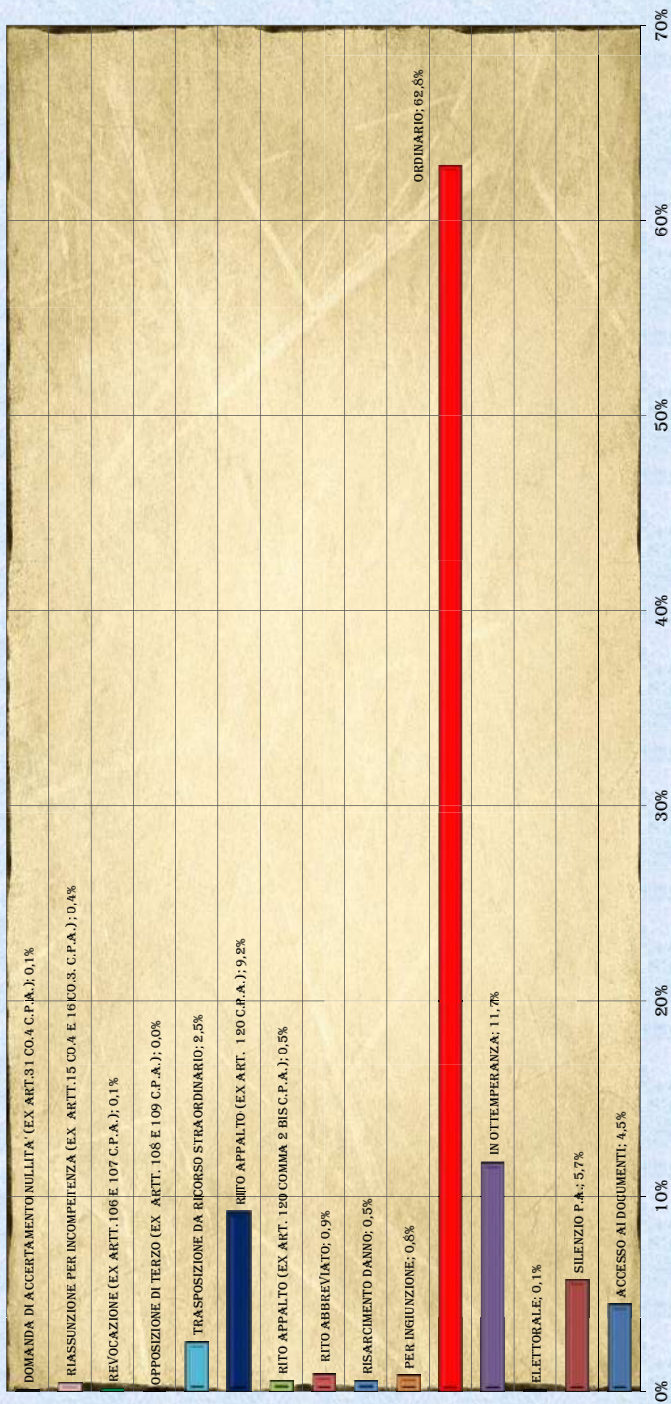 DOMANDA DI ACCERTAMENTO NULLITA' (EX ART.31 CO.4 C.P.A.); 0,1%
RIASSUNZIONE PER INCOMPETENZA (EX ARTT.15 CO.4 E 16 CO.3. C.P.A.); 0,4%
REVOCAZIONE (EX ARTT.106 E 107 C.P.A.); 0,1%
OPPOSIZIONE DI TERZO (EX ARTT. 108 E 109 C.P.A.); 0,0%
TRASPOSIZIONE DA RICORSO STRAORDINARIO; 2,5%
RITO APPALTO (EX ART. 120 C.P.A.); 9,2%
RITO APPALTO (EX ART. 120 COMMA 2 BIS C.P.A.); 0,5%
RITO ABBREVIATO; 0,9%
RISARCIMENTO DANNO; 0,5%
PER INGIUNZIONE; 0,8%
ORDINARIO; 62,8%
IN OTTEMPERANZA; 11,7%
ELETTORALE; 0,1%
SILENZIO P.A.; 5,7%
ACCESSO AI DOCUMENTI; 4,5%
0%
10%
20%
30%
40%
50%
60%
70%